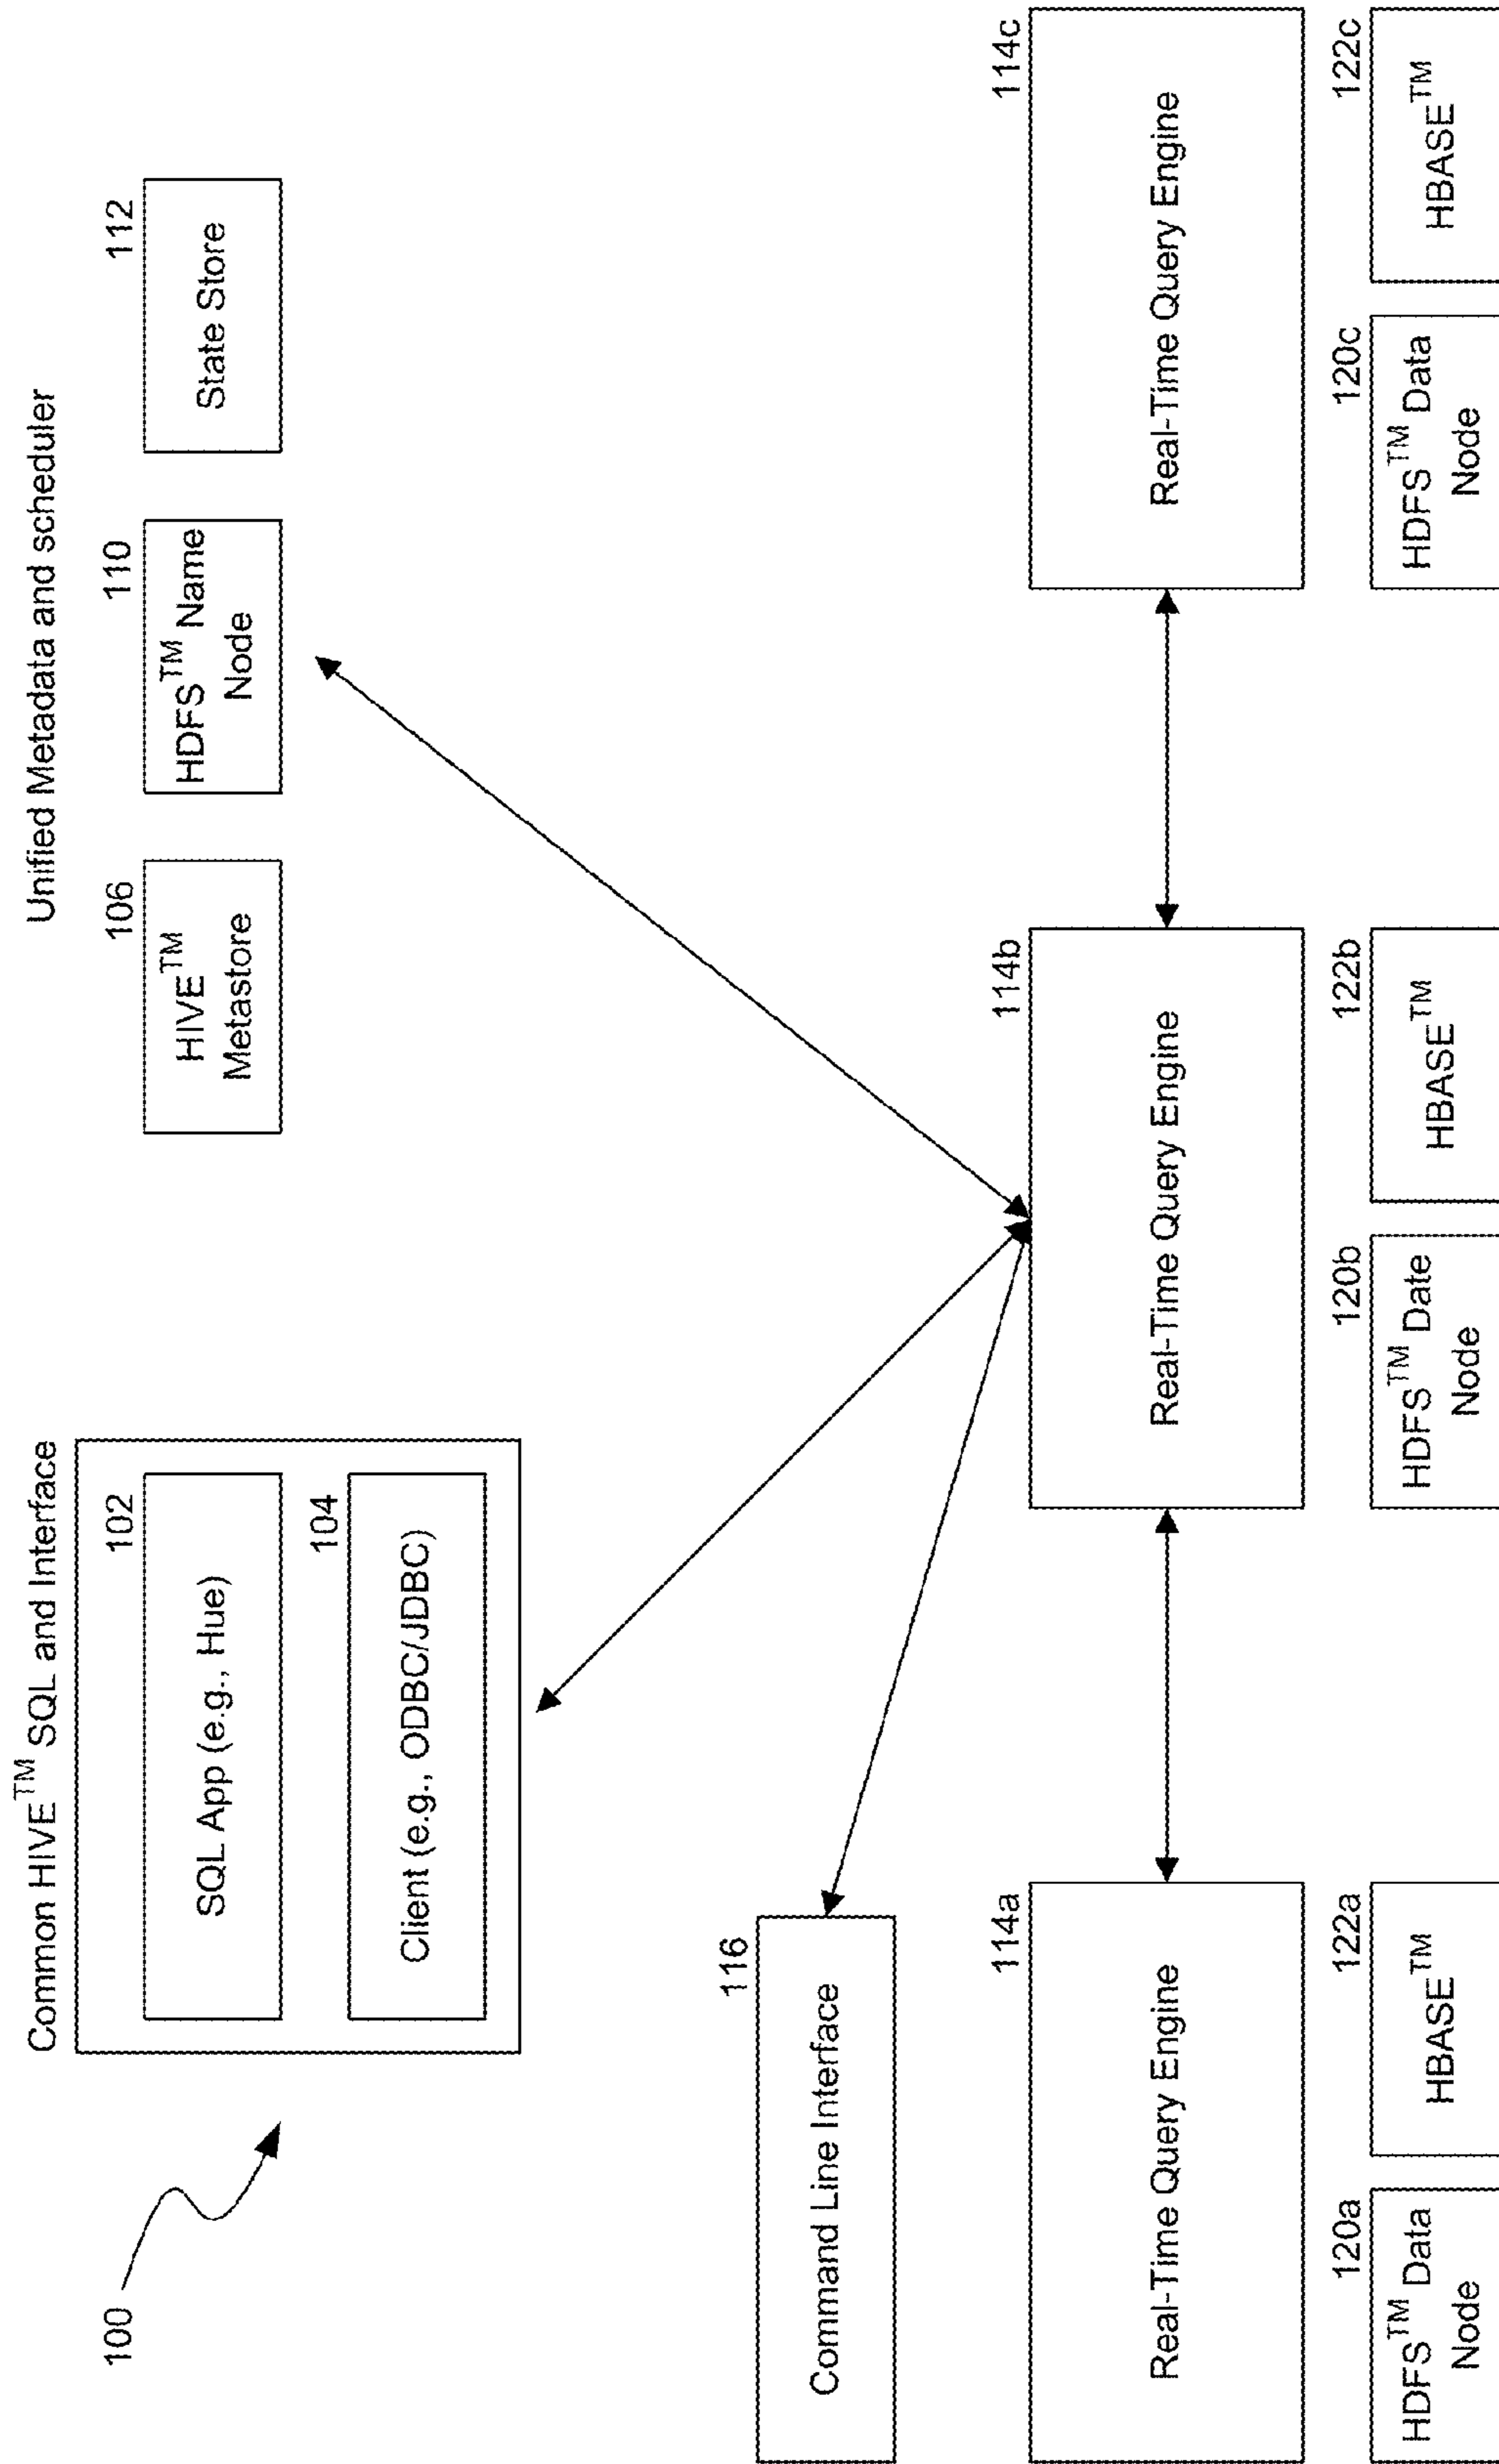 100
Common HIVE™ SQL and Interface
102
SQL App (e.g., Hue)
104
Client (e.g., ODBC/JDBC)
Unified Metadata and scheduler
106
HIVE™
Metastore
110
HDFS™ Name
Node
112
State Store
116
Command Line Interface
114a
Real-Time Query Engine
114b
Real-Time Query Engine
114c
Real-Time Query Engine
120a
HDFS™ Data
Node
122a
HBASE™
120b
HDFS™ Date
Node
122b
HBASE™
120c
HDFS™ Data
Node
122c
HBASE™